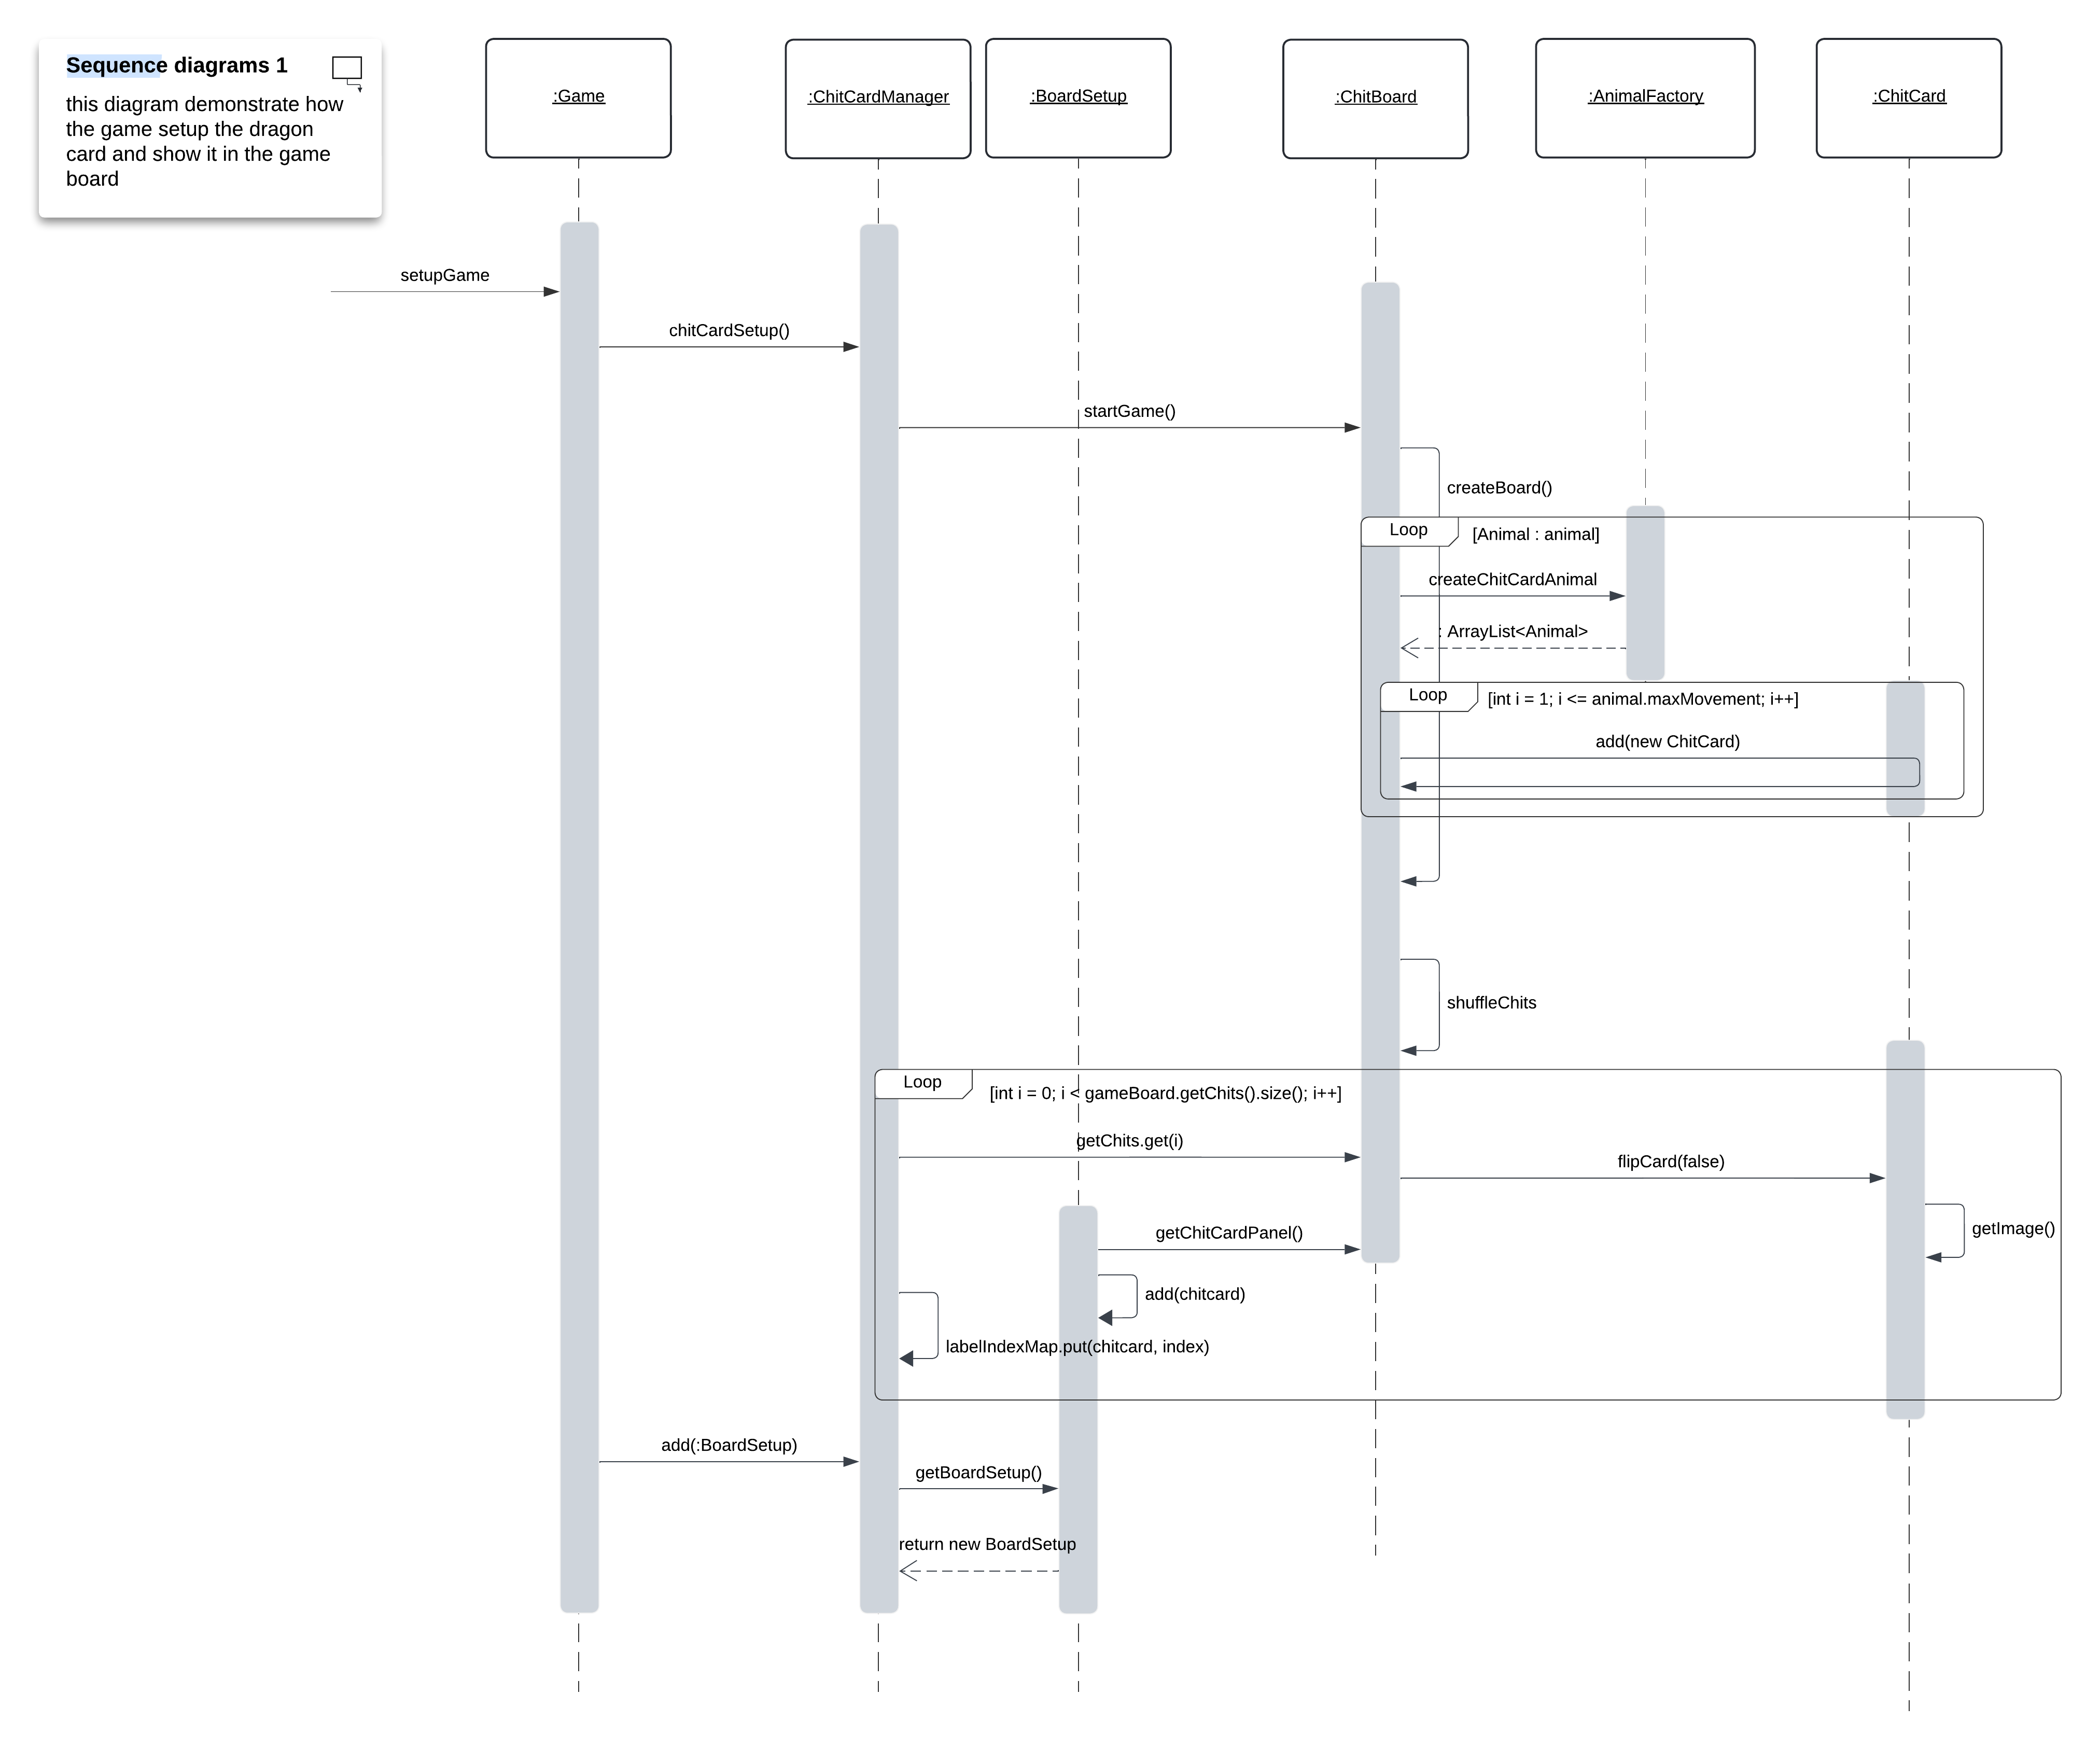 Sequence diagrams 1
this diagram demonstrate how
the game setup the dragon
card and show it in the game
board
:Game
:ChitCardManager
:BoardSetup
:ChitBoard
:AnimalFactory
:ChitCard
setupGame
chitCardSetup()
startGame()
createBoard()
Loop
[Animal : animal]
createChitCardAnimal
: ArrayList<Animal>
Loop
[int i = 1; i <= animal.maxMovement; i++]
add(new ChitCard)
shuffleChits
Loop
[int i = 0; i < gameBoard.getChits().size(); i++]
getChits.get(i)
flipCard(false)
getImage()
getChitCardPanel()
add(chitcard)
labelIndexMap.put(chitcard, index)
add(:BoardSetup)
getBoardSetup()
return new BoardSetup